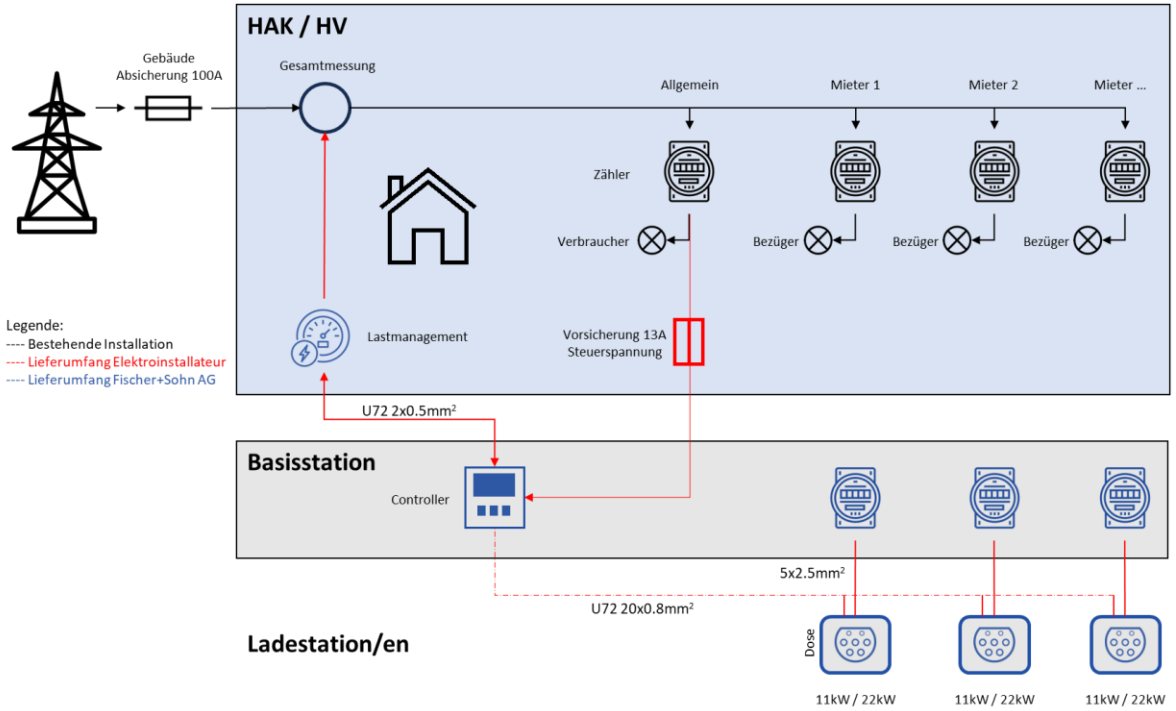 HAK / HV
Gebäude
Absicherung 100A
Gesamtmessung
Allgemein
Mieter 1
Mieter 2
Mieter ...
Zähler
Verbraucher
Bezüger
Bezüger
Bezüger
Legende:
---- Bestehende Installation
---- Lieferumfang Elektroinstallateur
---- Lieferumfang Fischer+Sohn AG
Lastmanagement
Vorsicherung 13A
Steuerspannung
U72 2x0.5mm²
Basisstation
Controller
5x2.5mm²
U72 20x0.8mm²
Ladestation/en
Dose
11kW / 22kW
11kW / 22kW
11kW / 22kW